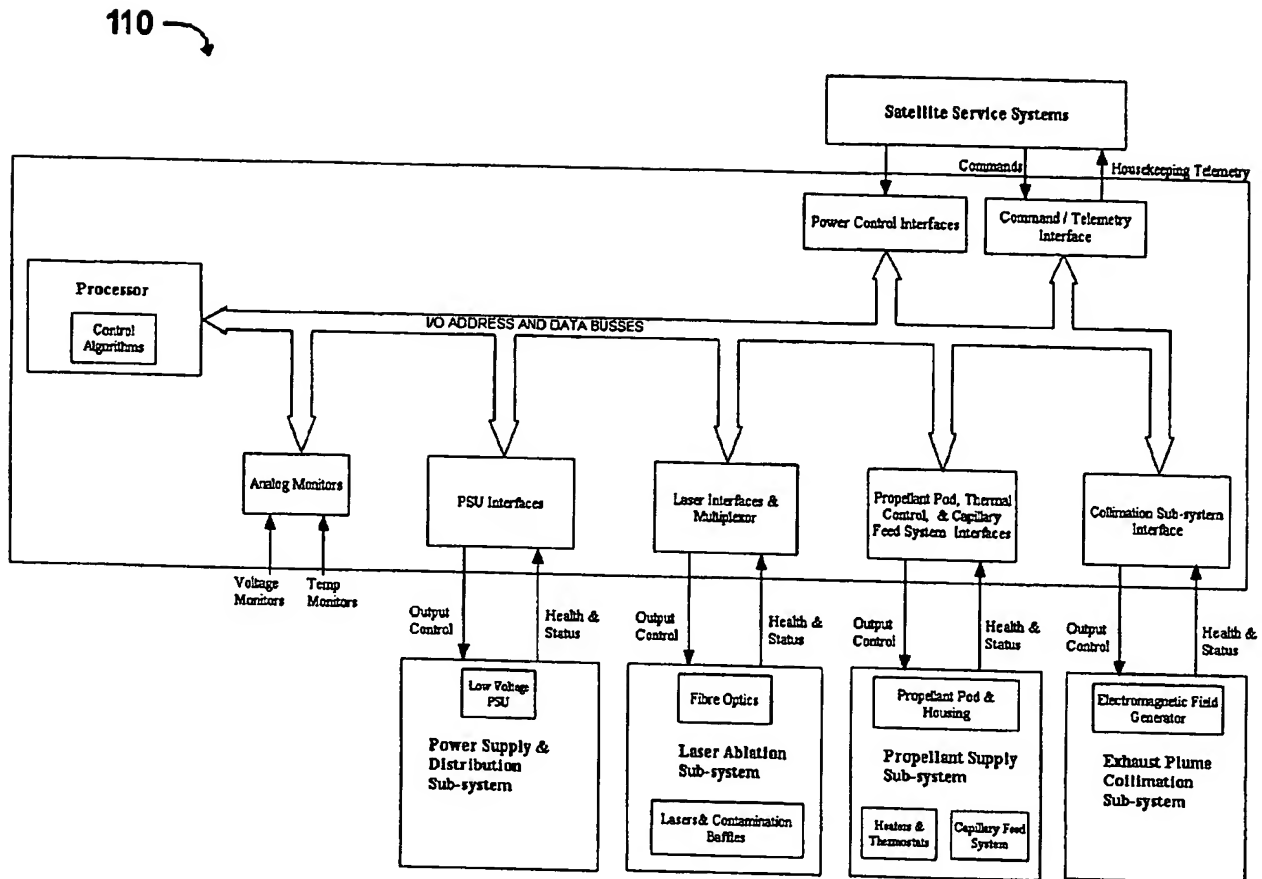 110
Satellite Service Systems
Commands
Housekeeping Telemetry
Power Control Interfaces
Command / Telemetry
Interface
Processor
Control
Algorithms
I/O ADDRESS AND DATA BUSSES
Analog Monitors
PSU Interfaces
Laser Interfaces &
Multiplexor
Propellant Pod, Thermal
Control, & Capillary
Feed System Interfaces
Collimation Sub-system
Interface
Voltage
Monitors
Temp
Monitors
Output
Control
Health &
Status
Output
Control
Health &
Status
Output
Control
Health &
Status
Output
Control
Health &
Status
Low Voltage
PSU
Power Supply &
Distribution
Sub-system
Fibre Optics
Laser Ablation
Sub-system
Lasers & Contamination
Baffles
Propellant Pod &
Housing
Propellant Supply
Sub-system
Heaters &
Thermostats
Capillary Feed
System
Electromagnetic Field
Generator
Exhaust Plume
Collimation
Sub-system